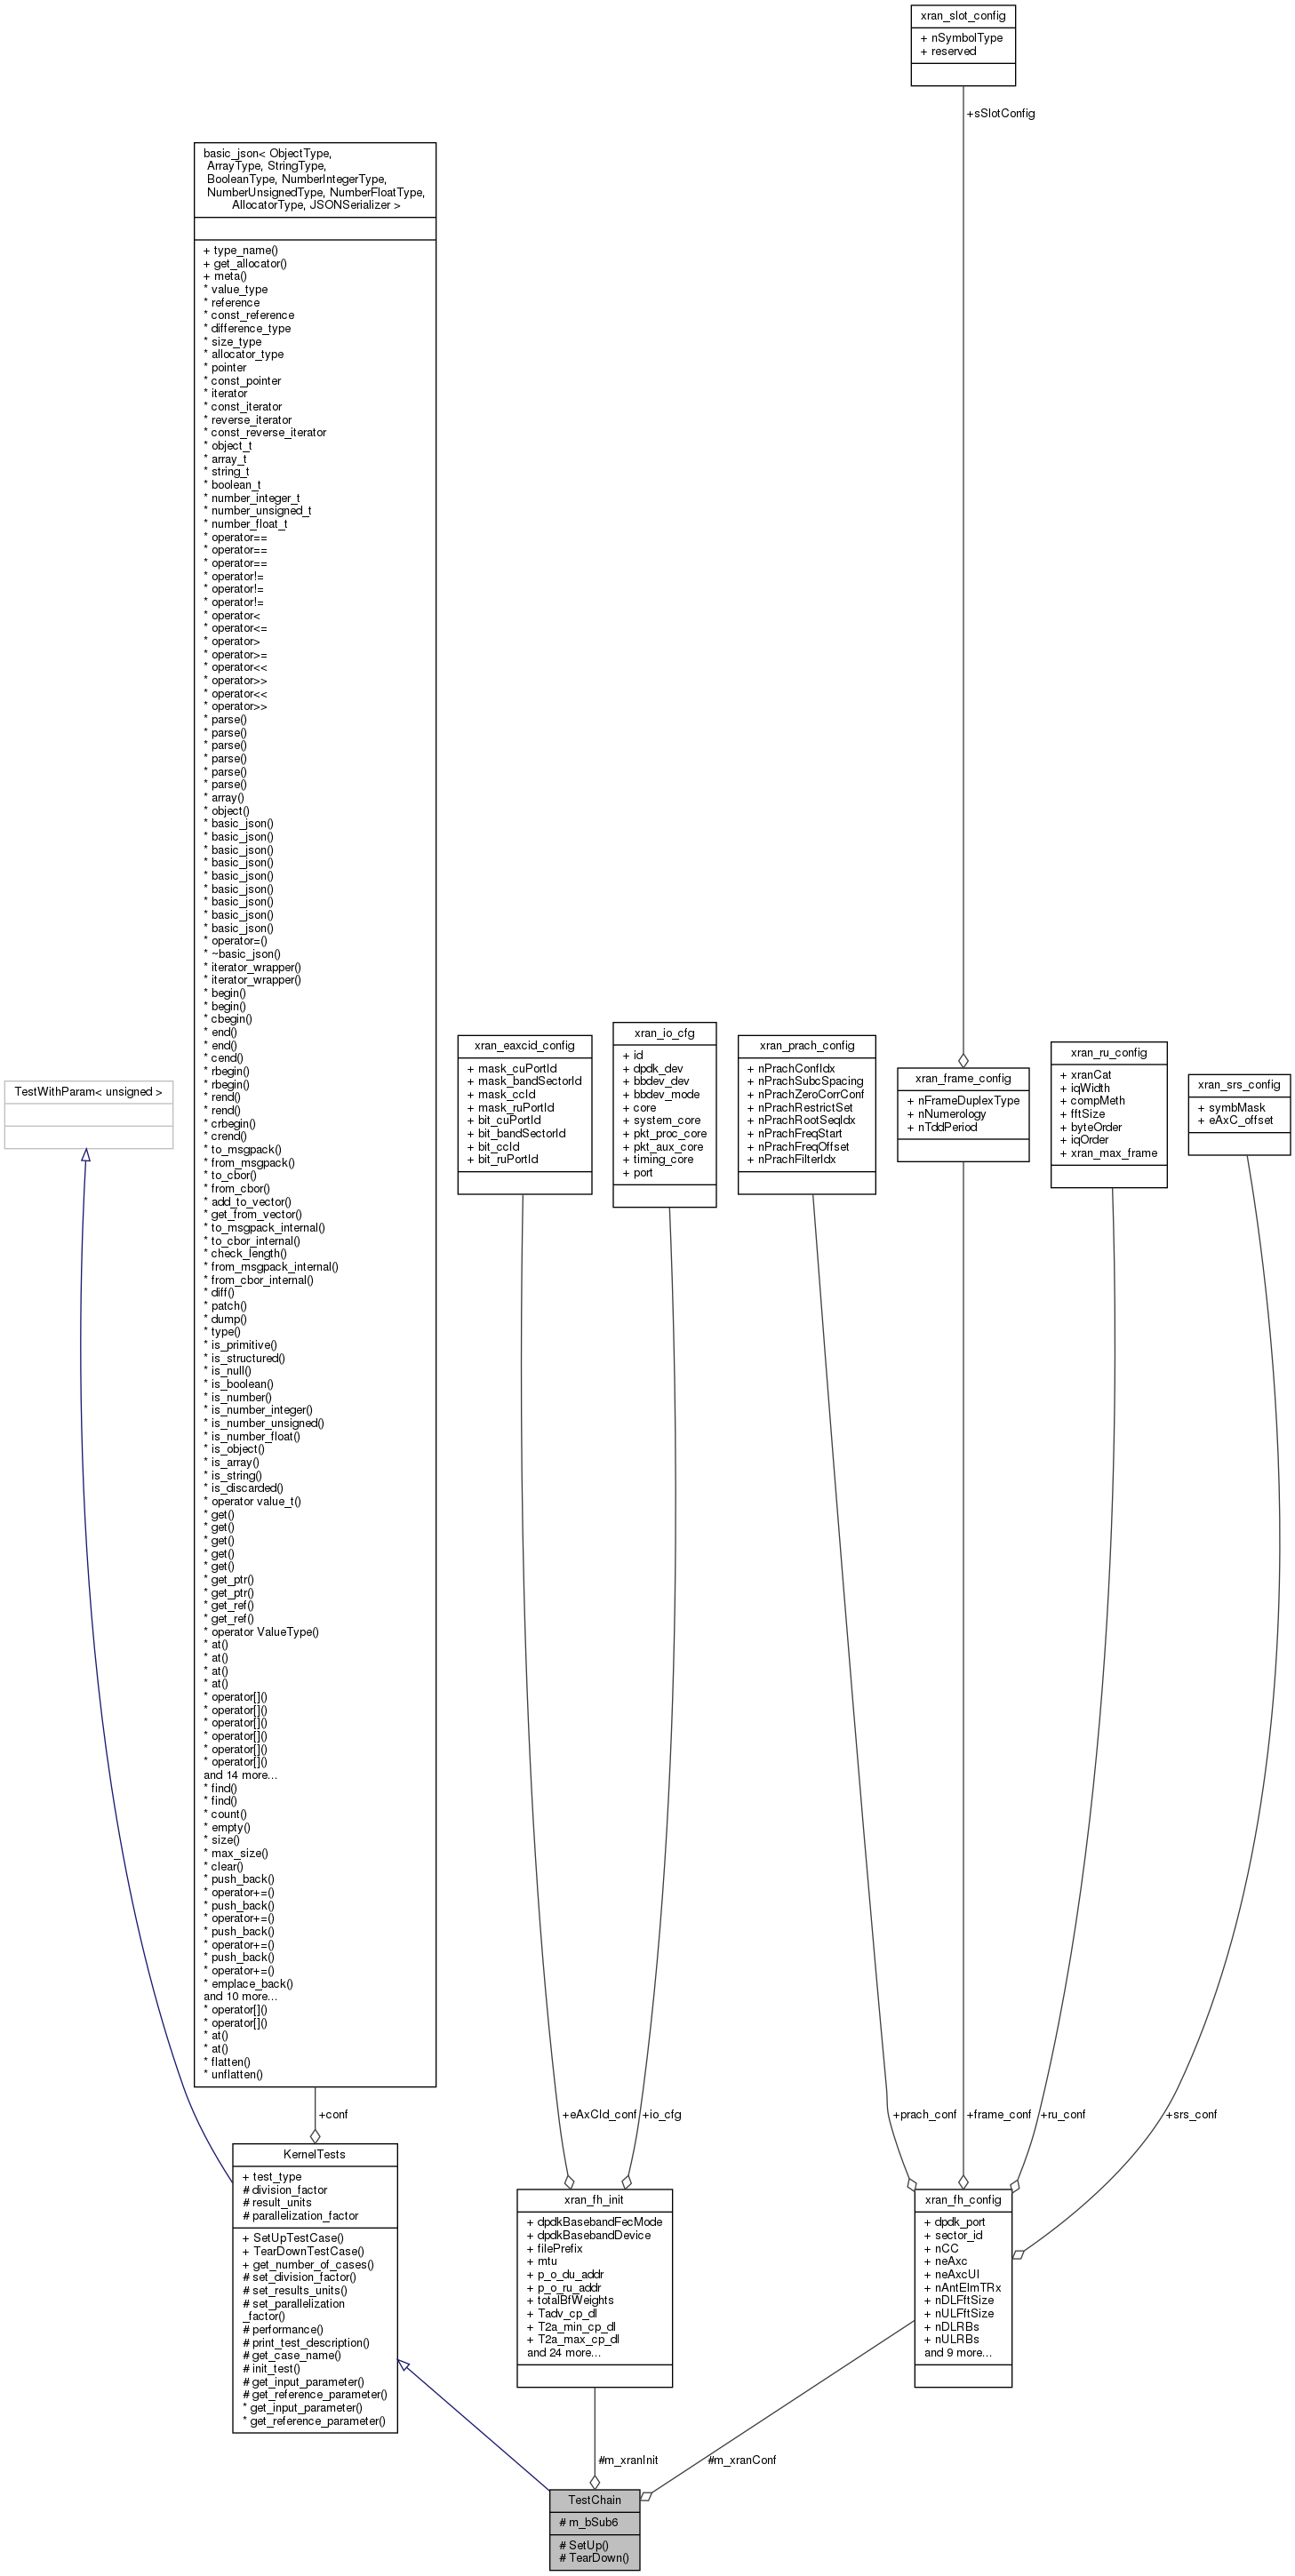 xran_slot_config
+ nSymbolType
+ reserved
+sSlotConfig
basic_json< ObjectType,
ArrayType, StringType,
BooleanType, NumberIntegerType,
NumberUnsignedType, NumberFloatType,
AllocatorType, JSONSerializer >
+ type_name()
+ get_allocator()
+ meta()
* value_type
* reference
* const_reference
* difference_type
* size_type
* allocator_type
* pointer
* const_pointer
* iterator
* const_iterator
* reverse_iterator
* const_reverse_iterator
* object_t
* array_t
* string_t
* boolean_t
* number_integer_t
* number_unsigned_t
* number_float_t
* operator==
* operator==
* operator==
* operator!=
* operator!=
* operator!=
* operator<
* operator<=
* operator>
* operator>=
* operator<<
* operator>>
* operator<<
* operator>>
* parse()
* parse()
* parse()
* parse()
* parse()
* parse()
* array()
* object()
* basic_json()
* basic_json()
* basic_json()
* basic_json()
* basic_json()
* basic_json()
* basic_json()
* basic_json()
* basic_json()
* operator=()
* ~basic_json()
* iterator_wrapper()
* iterator_wrapper()
* begin()
* begin()
* cbegin()
* end()
* end()
* cend()
* rbegin()
* rbegin()
* rend()
* rend()
* crbegin()
* crend()
* to_msgpack()
* from_msgpack()
* to_cbor()
* from_cbor()
* add_to_vector()
* get_from_vector()
* to_msgpack_internal()
* to_cbor_internal()
* check_length()
* from_msgpack_internal()
* from_cbor_internal()
* diff()
* patch()
* dump()
* type()
* is_primitive()
* is_structured()
* is_null()
* is_boolean()
* is_number()
* is_number_integer()
* is_number_unsigned()
* is_number_float()
* is_object()
* is_array()
* is_string()
* is_discarded()
* operator value_t()
* get()
* get()
* get()
* get()
* get()
* get_ptr()
* get_ptr()
* get_ref()
* get_ref()
* operator ValueType()
* at()
* at()
* at()
* at()
* operator[]()
* operator[]()
* operator[]()
* operator[]()
* operator[]()
* operator[]()
and 14 more...
* find()
* find()
* count()
* empty()
* size()
* max_size()
* clear()
* push_back()
* operator+=()
* push_back()
* operator+=()
* push_back()
* operator+=()
* push_back()
* operator+=()
* emplace_back()
and 10 more...
* operator[]()
* operator[]()
* at()
* at()
* flatten()
* unflatten()
TestWithParam< unsigned >
xran_eaxcid_config
+ mask_cuPortId
+ mask_bandSectorId
+ mask_ccId
+ mask_ruPortId
+ bit_cuPortId
+ bit_bandSectorId
+ bit_ccId
+ bit_ruPortId
xran_io_cfg
+ id
+ dpdk_dev
+ bbdev_dev
+ bbdev_mode
+ core
+ system_core
+ pkt_proc_core
+ pkt_aux_core
+ timing_core
+ port
xran_prach_config
+ nPrachConfIdx
+ nPrachSubcSpacing
+ nPrachZeroCorrConf
+ nPrachRestrictSet
+ nPrachRootSeqIdx
+ nPrachFreqStart
+ nPrachFreqOffset
+ nPrachFilterIdx
xran_frame_config
+ nFrameDuplexType
+ nNumerology
+ nTddPeriod
xran_ru_config
+ xranCat
+ iqWidth
+ compMeth
+ fftSize
+ byteOrder
+ iqOrder
+ xran_max_frame
xran_srs_config
+ symbMask
+ eAxC_offset
+conf
+eAxCId_conf
+io_cfg
+prach_conf
+frame_conf
+ru_conf
+srs_conf
KernelTests
+ test_type
# division_factor
# result_units
# parallelization_factor
+ SetUpTestCase()
+ TearDownTestCase()
+ get_number_of_cases()
# set_division_factor()
# set_results_units()
# set_parallelization
_factor()
# performance()
# print_test_description()
# get_case_name()
# init_test()
# get_input_parameter()
# get_reference_parameter()
* get_input_parameter()
* get_reference_parameter()
xran_fh_init
+ dpdkBasebandFecMode
+ dpdkBasebandDevice
+ filePrefix
+ mtu
+ p_o_du_addr
+ p_o_ru_addr
+ totalBfWeights
+ Tadv_cp_dl
+ T2a_min_cp_dl
+ T2a_max_cp_dl
and 24 more...
xran_fh_config
+ dpdk_port
+ sector_id
+ nCC
+ neAxc
+ neAxcUl
+ nAntElmTRx
+ nDLFftSize
+ nULFftSize
+ nDLRBs
+ nULRBs
and 9 more...
#m_xranInit
#m_xranConf
TestChain
# m_bSub6
# SetUp()
# TearDown()